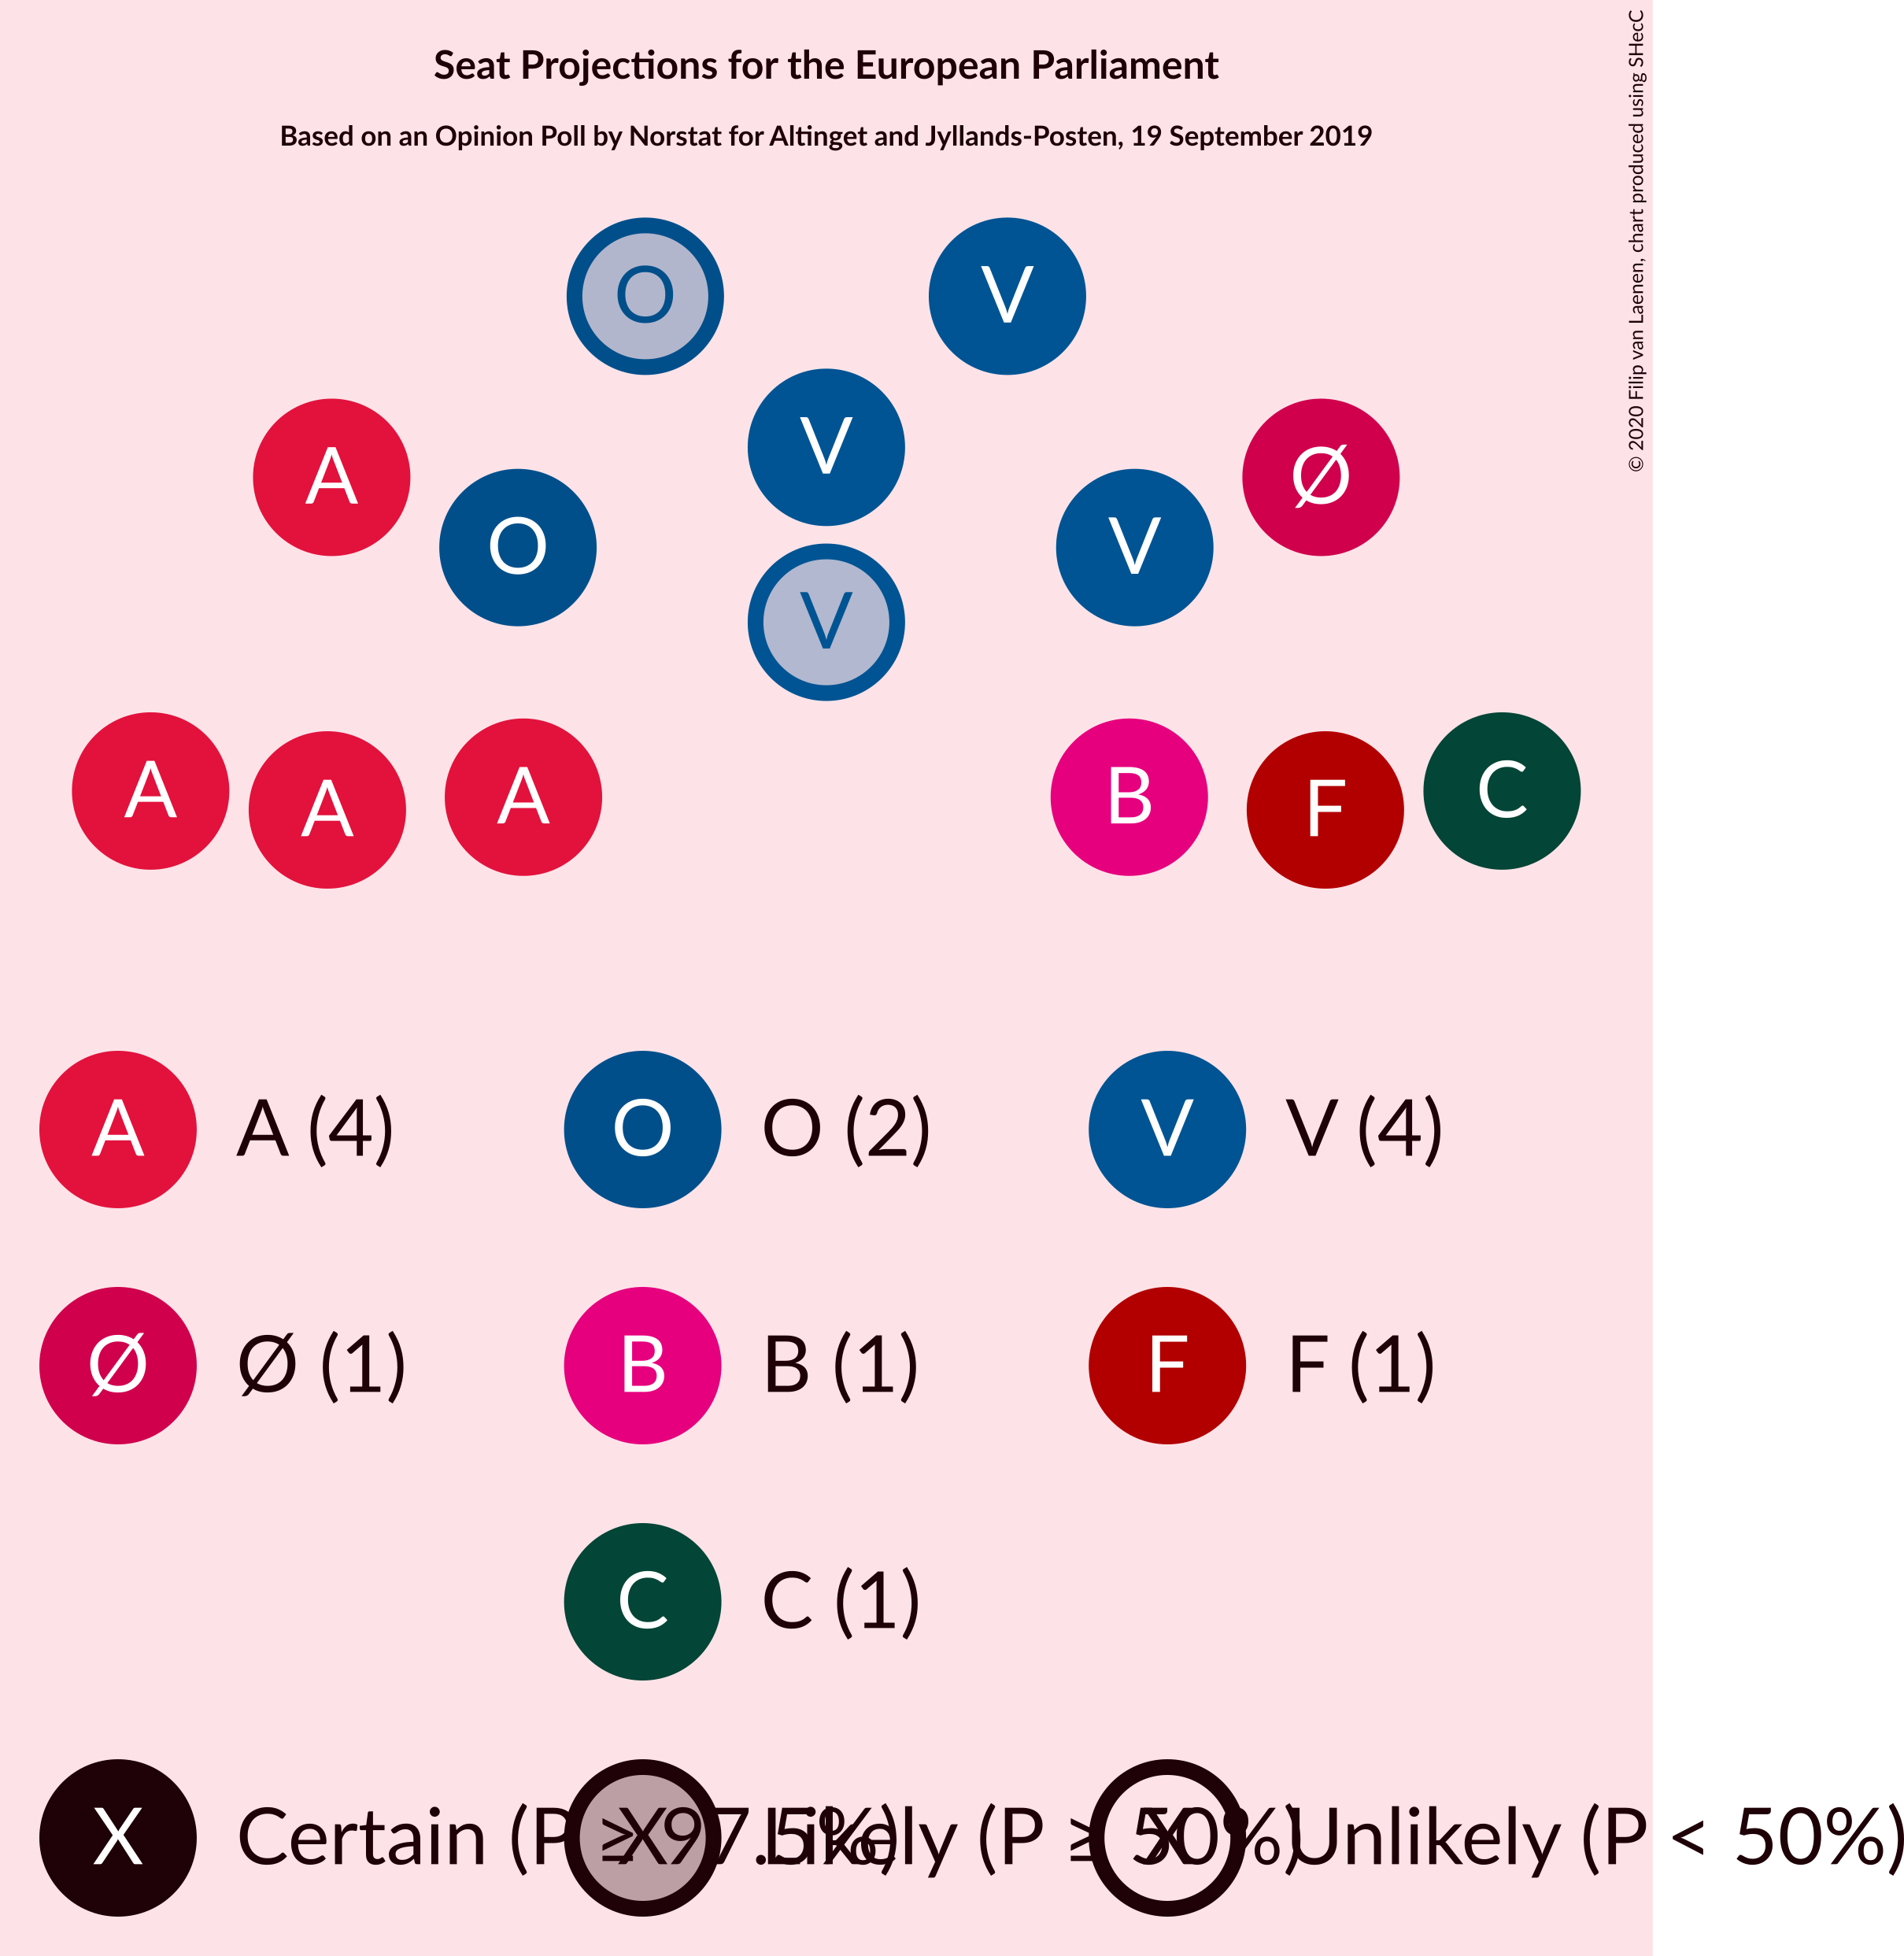 Seat Projections for the European Parliament
Based on an Opinion Poll by Norstat for Altinget and Jyllands-Posten, 19 September 2019
© 2020 Filip van Laenen, chart produced using SHecC
O V
A V Ø
O V
V
A A A B F C
A A (4) O O (2) V V (4)
Ø Ø (1) B B (1) F F (1)
C C (1)
X Certain (P ≥ 97.5%) X Likely (P ≥ 50%) X Unlikely (P < 50%)